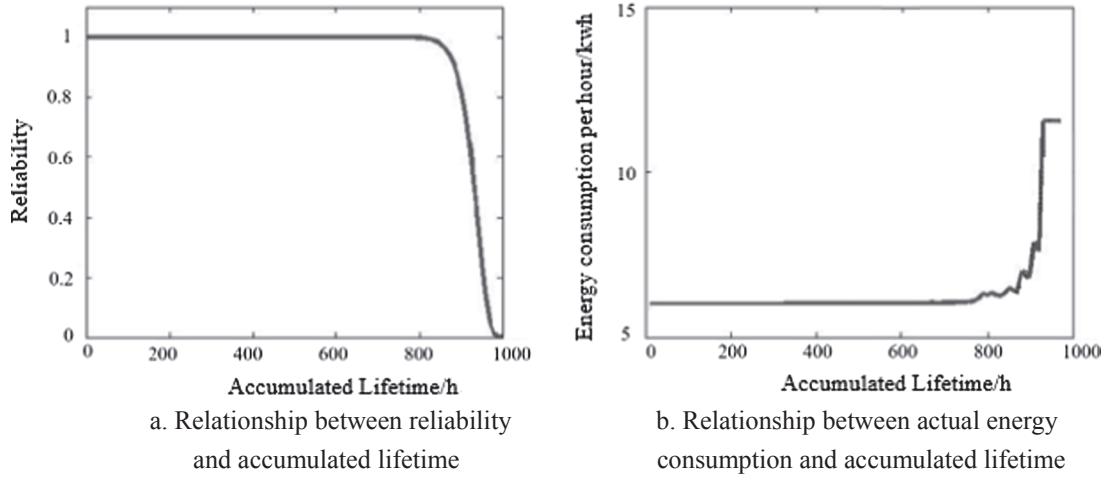 1
0.8
0.6
0.4
0.2
0
Reliability
0 200 400 600 800 1000
Accumulated Lifetime/h
a. Relationship between reliability
and accumulated lifetime
15
10
5
Energy consumption per hour/kwh
0 200 400 600 800 1000
Accumulated Lifetime/h
b. Relationship between actual energy
consumption and accumulated lifetime